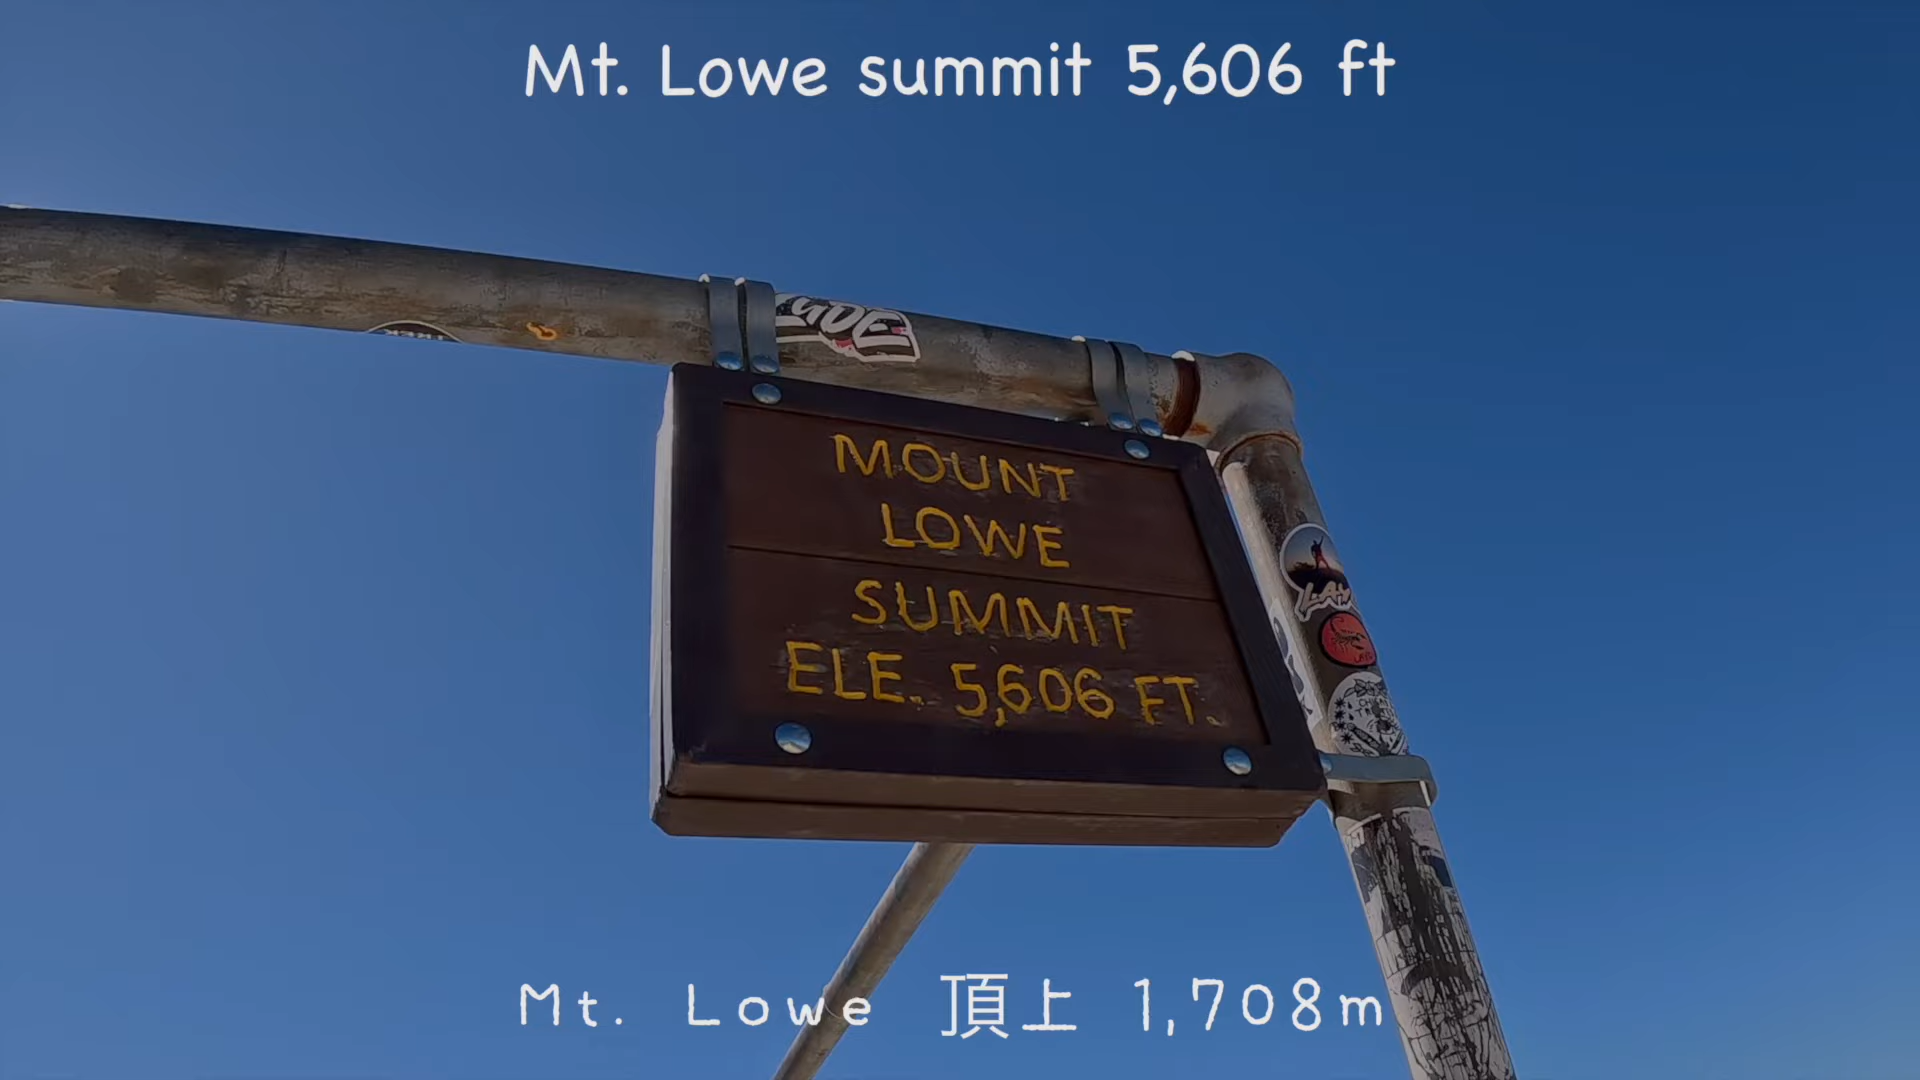 Mt. Lowe summit 5,606 ft
MOUNT
LOWE
SUMMIT
ELE. 5,606 FT.
Mt. Lowe 頂上 1,708m